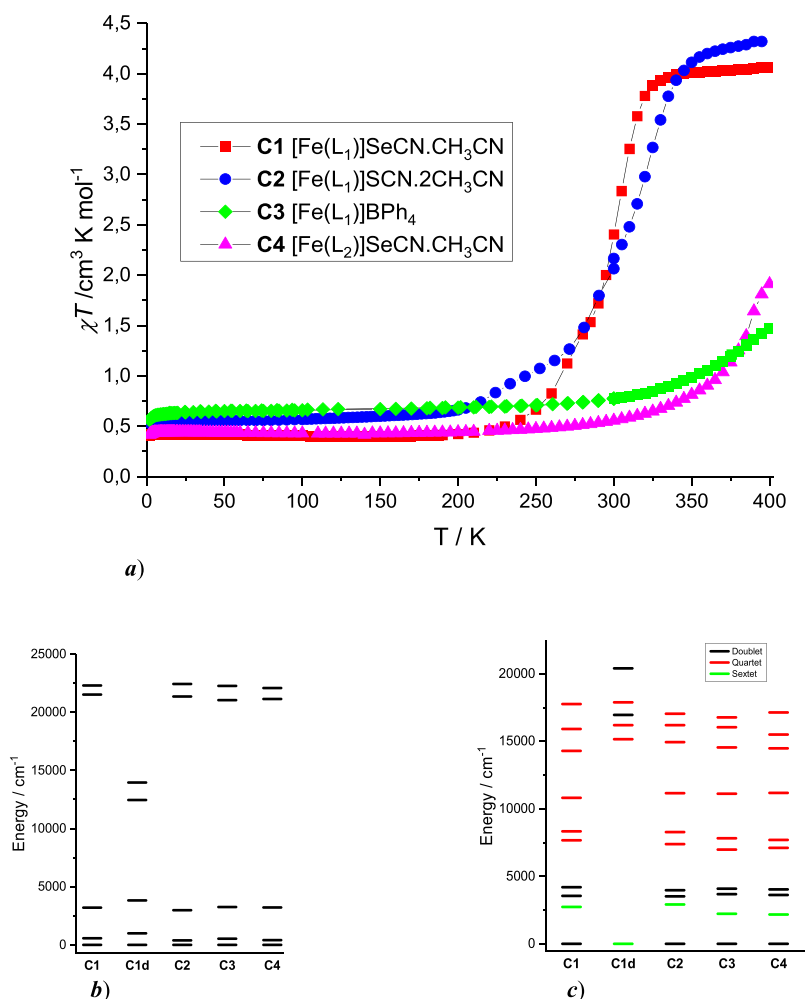 4,5
4,0
3,5
3,0
2,5
2,0
1,5
1,0
0,5
0,0
χT /cm³ K mol⁻¹
C1 [Fe(L₁)]SeCN.CH₃CN
C2 [Fe(L₁)]SCN.2CH₃CN
C3 [Fe(L₁)]BPh₄
C4 [Fe(L₂)]SeCN.CH₃CN
0 50 100 150 200 250 300 350 400
T / K
a)
25000
20000
15000
10000
5000
0
Energy / cm⁻¹
C1 C1d C2 C3 C4
b)
Doublet
Quartet
Sextet
20000
15000
10000
5000
0
Energy / cm⁻¹
C1 C1d C2 C3 C4
c)